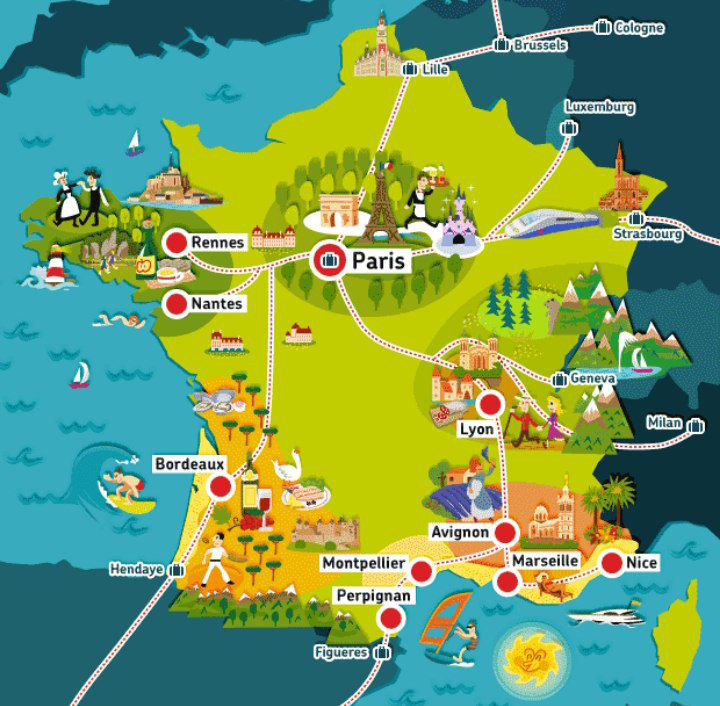 Cologne
Brussels
Lille
Luxemburg
Strasbourg
Rennes
Paris
Nantes
Geneva
Lyon
Milan
Bordeaux
Avignon
Hendaye
Montpellier
Marseille
Nice
Perpignan
Figueres